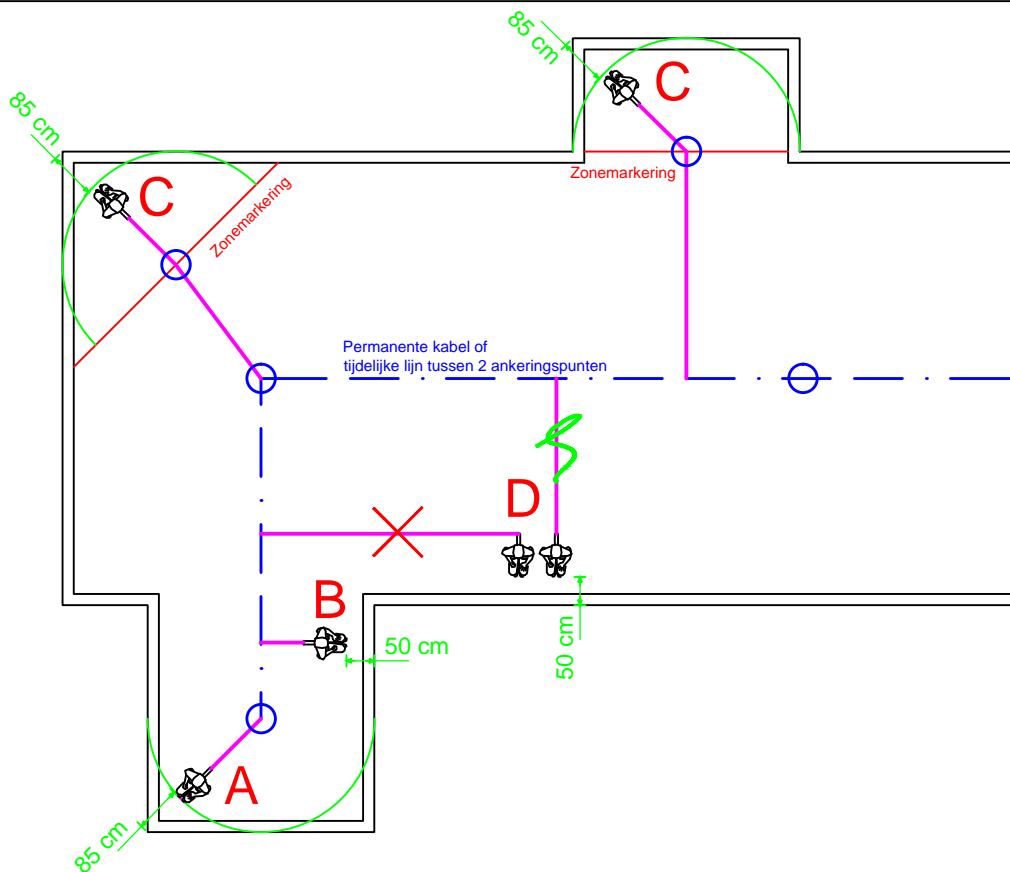 85 cm
C
Zonemarkering
85 cm
C
Zonemarkering
Permanente kabel of
tijdelijke lijn tussen 2 ankeringspunten
D
B
50 cm
50 cm
A
85 cm